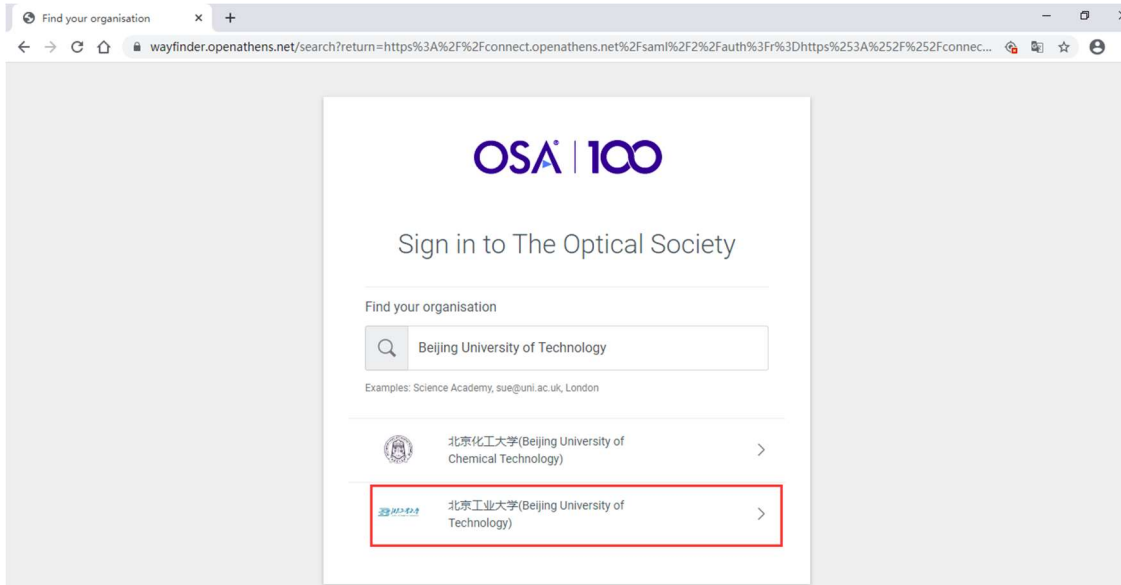 Find your organisation
wayfinder.openathens.net/search?return=https%3A%2F%2Fconnect.openathens.net%2Fsaml%2F2%2Fauth%3Fr%3Dhttps%253A%252F%252Fconnec...
OSA® | 100
Sign in to The Optical Society
Find your organisation
Beijing University of Technology
Examples: Science Academy, sue@uni.ac.uk, London
北京化工大学(Beijing University of
Chemical Technology)
北京工业大学(Beijing University of
Technology)